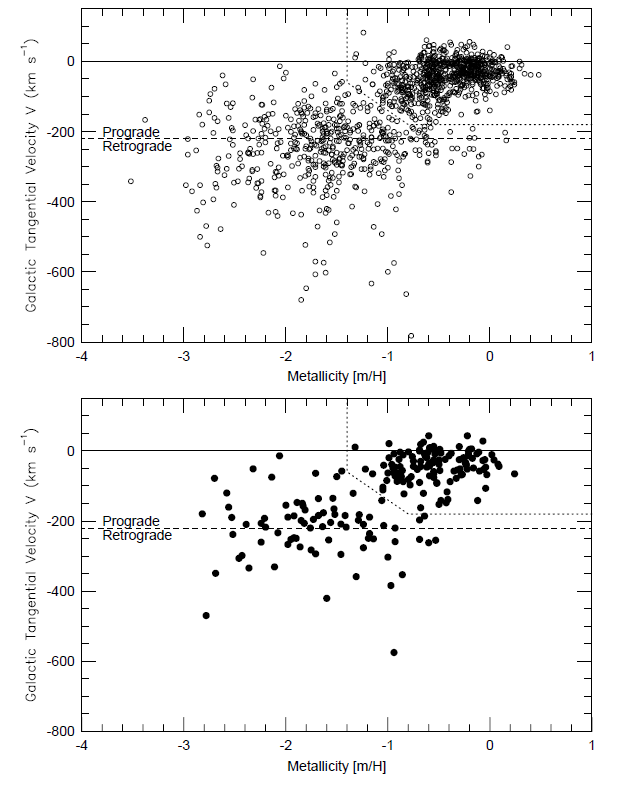 Galactic Tangential Velocity V (km s⁻¹)
0
-200
-400
-600
-800
Prograde
Retrograde
-4 -3 -2 -1 0 1
Metallicity [m/H]
Galactic Tangential Velocity V (km s⁻¹)
0
-200
-400
-600
-800
Prograde
Retrograde
-4 -3 -2 -1 0 1
Metallicity [m/H]